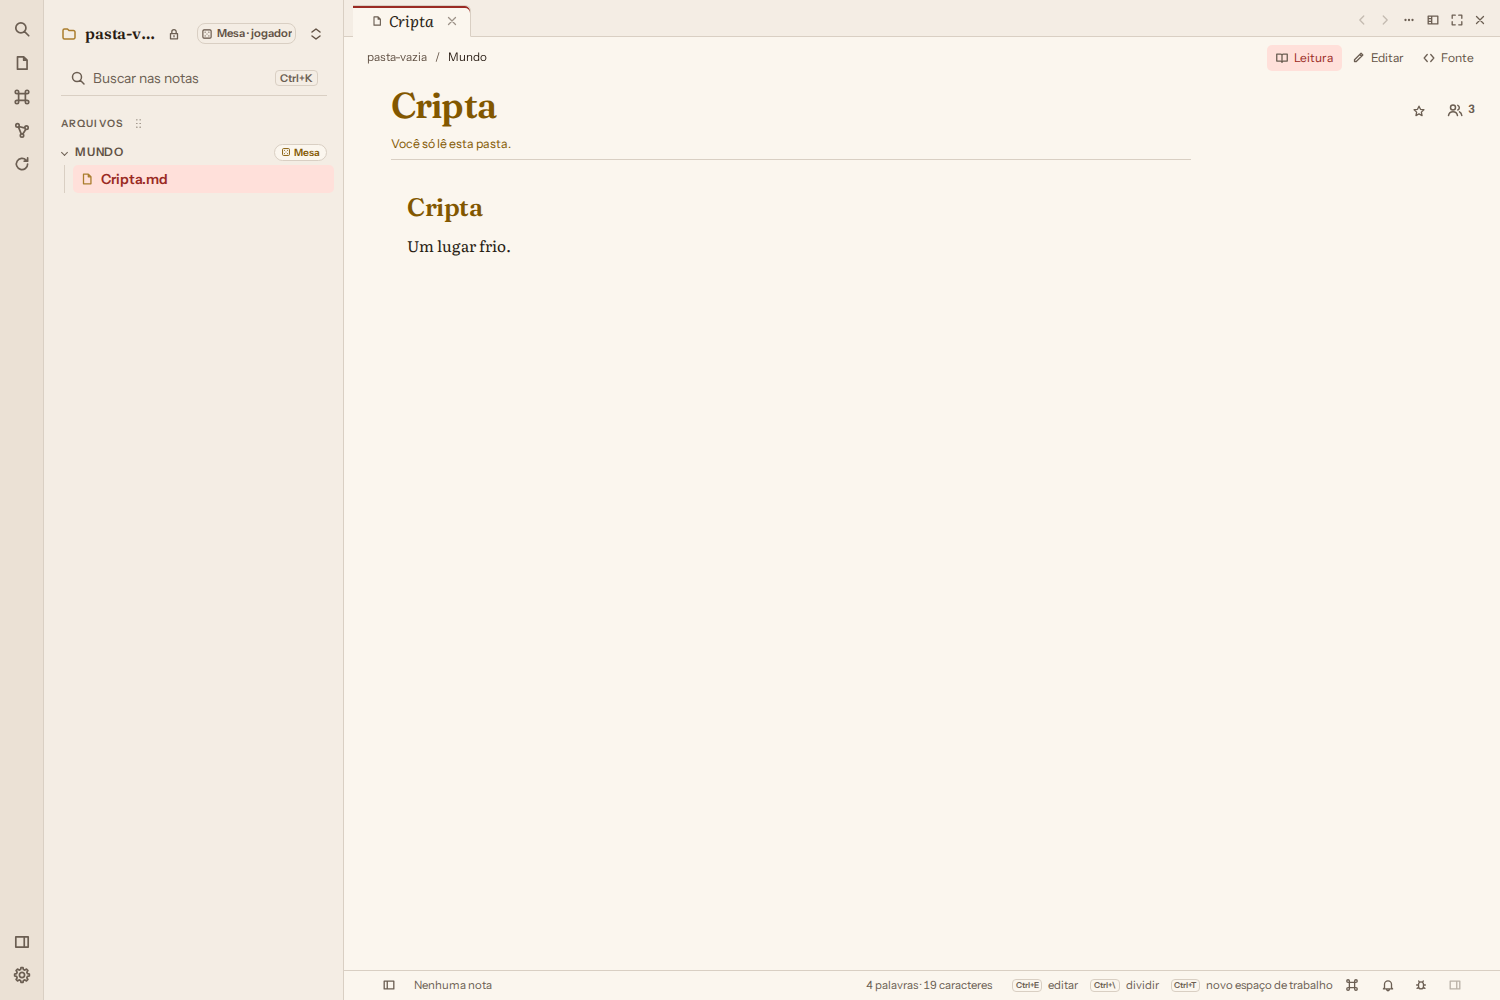 pasta-v...
Mesa·jogador
Buscar nas notas
Ctrl+K
ARQUIVOS
MUNDO
Mesa
Cripta.md
Cripta
pasta-vazia / Mundo
Leitura
Editar
Fonte
Cripta
3
Você só lê esta pasta.
Cripta
Um lugar frio.
Nenhuma nota
4 palavras·19 caracteres
Ctrl+E editar
Ctrl+\ dividir
Ctrl+T novo espaço de trabalho